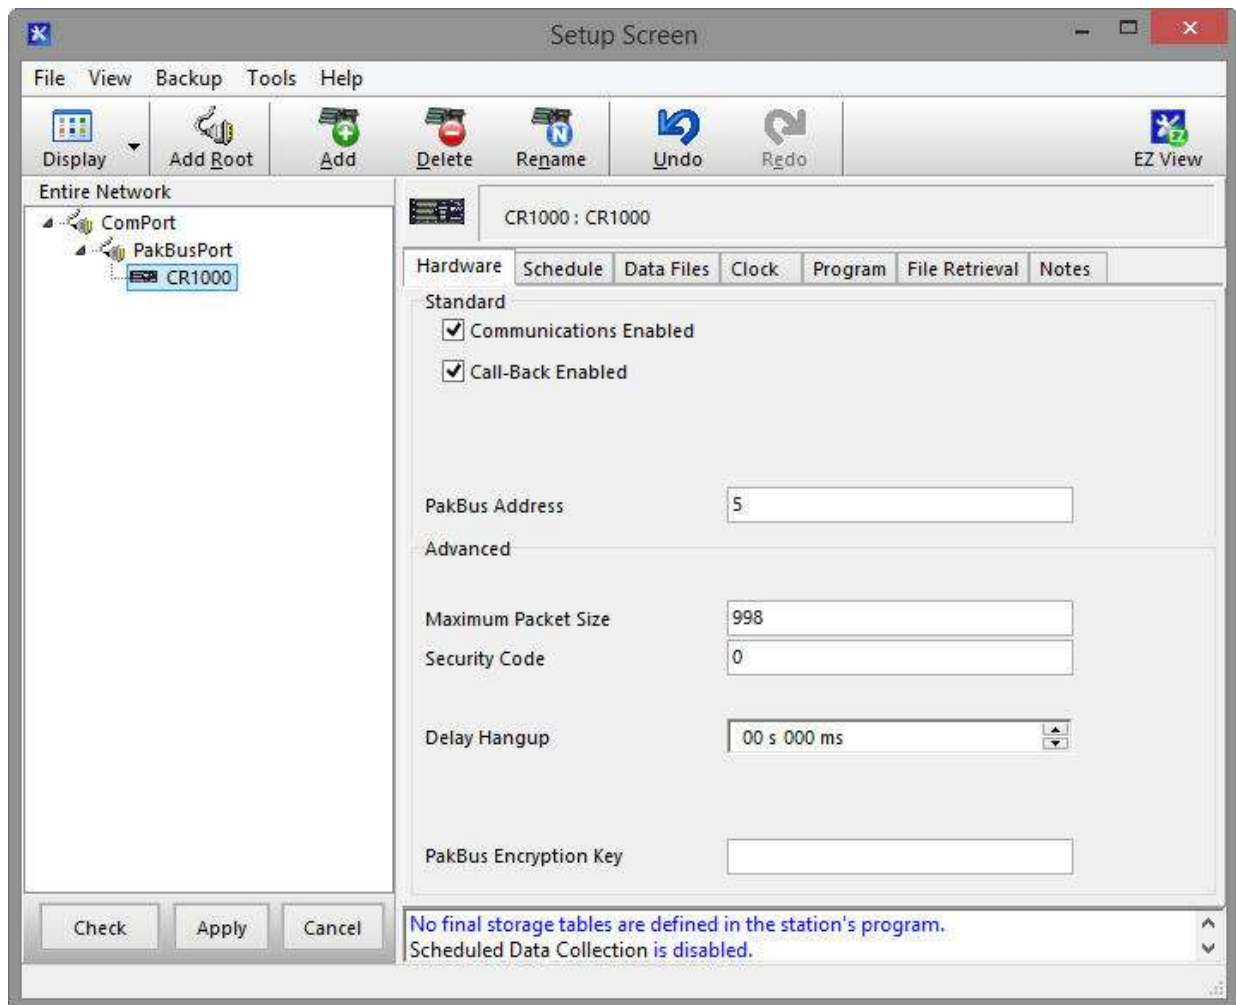 Setup Screen
File View Backup Tools Help
Display Add Root Add Delete Rename Undo Redo EZ View
Entire Network
ComPort
PakBusPort
CR1000
CR1000 : CR1000
Hardware Schedule Data Files Clock Program File Retrieval Notes
Standard
Communications Enabled
Call-Back Enabled
PakBus Address 5
Advanced
Maximum Packet Size 998
Security Code 0
Delay Hangup 00 s 000 ms
PakBus Encryption Key
Check Apply Cancel
No final storage tables are defined in the station's program.
Scheduled Data Collection is disabled.